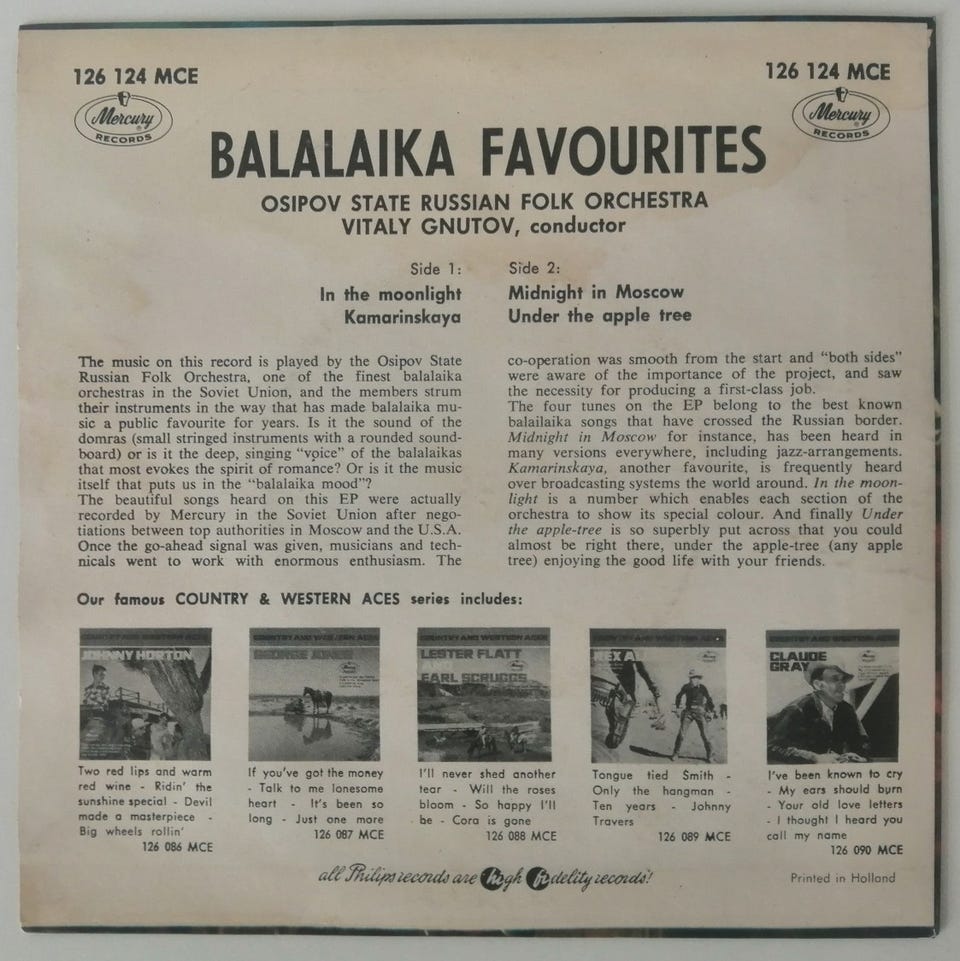 126 124 MCE
126 124 MCE
Mercury
RECORDS
Mercury
RECORDS
BALALAIKA FAVOURITES
OSIPOV STATE RUSSIAN FOLK ORCHESTRA
VITALY GNUTOV, conductor
Side 1:
In the moonlight
Kamarinskaya
Side 2:
Midnight in Moscow
Under the apple tree
The music on this record is played by the Osipov State
Russian Folk Orchestra, one of the finest balalaika
orchestras in the Soviet Union, and the members strum
their instruments in the way that has made balalaika mu-
sic a public favourite for years. Is it the sound of the
domras (small stringed instruments with a rounded sound-
board) or is it the deep, singing “voice” of the balalaikas
that most evokes the spirit of romance? Or is it the music
itself that puts us in the “balalaika mood”?
The beautiful songs heard on this EP were actually
recorded by Mercury in the Soviet Union after nego-
tiations between top authorities in Moscow and the U.S.A.
Once the go-ahead signal was given, musicians and tech-
nicals went to work with enormous enthusiasm. The
co-operation was smooth from the start and “both sides”
were aware of the importance of the project, and saw
the necessity for producing a first-class job.
The four tunes on the EP belong to the best known
balailaika songs that have crossed the Russian border.
Midnight in Moscow for instance, has been heard in
many versions everywhere, including jazz-arrangements.
Kamarinskaya, another favourite, is frequently heard
over broadcasting systems the world around. In the moon-
light is a number which enables each section of the
orchestra to show its special colour. And finally Under
the apple-tree is so superbly put across that you could
almost be right there, under the apple-tree (any apple
tree) enjoying the good life with your friends.
Our famous COUNTRY & WESTERN ACES series includes:
COUNTRY AND WESTERN ACES
JOHNNY HORTON
Two red lips and warm
red wine - Ridin' the
sunshine special - Devil
made a masterpiece -
Big wheels rollin'
126 086 MCE
COUNTRY AND WESTERN ACES
GEORGE JONES
If you've got the money
- Talk to me lonesome
heart - It's been so
long - Just one more
126 087 MCE
COUNTRY AND WESTERN ACES
LESTER FLATT
EARL SCRUGGS
I'll never shed another
tear - Will the roses
bloom - So happy I'll
be - Cora is gone
126 088 MCE
COUNTRY AND WESTERN ACES
Tongue tied Smith -
Only the hangman -
Ten years - Johnny
Travers
126 089 MCE
COUNTRY AND WESTERN ACES
CLAUDE
GRAY
I've been known to cry
- My ears should burn
- Your old love letters
- I thought I heard you
call my name
126 090 MCE
all Philips records are high fidelity records!
Printed in Holland